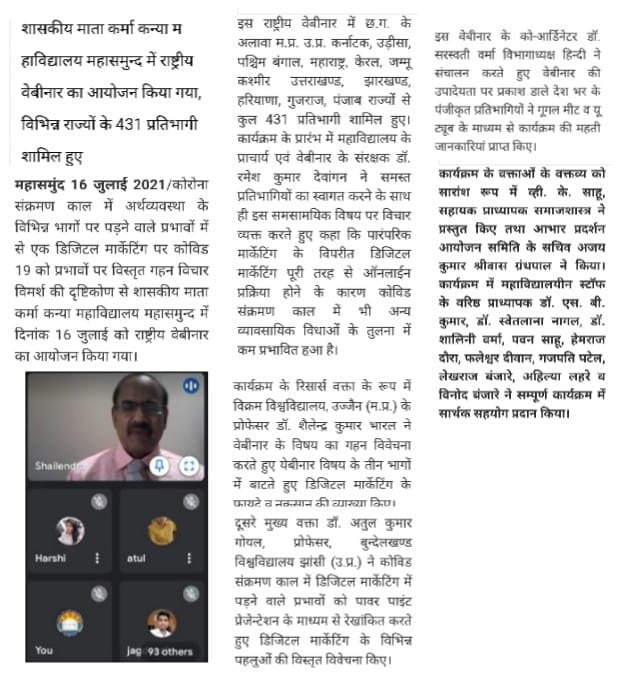 शासकीय माता कर्मा कन्या म
हाविद्यालय महासमुन्द में राष्ट्रीय
वेबीनार का आयोजन किया गया,
विभिन्न राज्यों के 431 प्रतिभागी
शामिल हुए
महासमुंद 16 जुलाई 2021/कोरोना
संक्रमण काल में अर्थव्यवस्था के
विभिन्न भागों पर पड़ने वाले प्रभावों में
से एक डिजिटल मार्केटिंग पर कोविड
19 को प्रभावों पर विस्तृत गहन विचार
विमर्श की दृष्टिकोण से शासकीय माता
कर्मा कन्या महाविद्यालय महासमुन्द में
दिनांक 16 जुलाई को राष्ट्रीय वेबीनार
का आयोजन किया गया।
Shailend
Harshi
atul
You
jag
93 others
इस राष्ट्रीय वेबीनार में छ.ग. के
अलावा म.प्र. उ.प्र. कर्नाटक, उड़ीसा,
पश्चिम बंगाल, महाराष्ट्र, केरल, जम्मू
कश्मीर उत्तराखण्ड, झारखण्ड,
हरियाणा, गुजराज, पंजाब राज्यों से
कुल 431 प्रतिभागी शामिल हुए।
कार्यक्रम के प्रारंभ में महाविद्यालय के
प्राचार्य एवं वेबीनार के संरक्षक डॉ.
रमेश कुमार देवांगन ने समस्त
प्रतिभागियों का स्वागत करने के साथ
ही इस समसामयिक विषय पर विचार
व्यक्त करते हुए कहा कि पारंपरिक
मार्केटिंग के विपरीत डिजिटल
मार्केटिंग पूरी तरह से ऑनलाईन
प्रक्रिया होने के कारण कोविड
संक्रमण काल में भी अन्य
व्यावसायिक विधाओं के तुलना में
कम प्रभावित हआ है।
कार्यक्रम के रिसार्स वक्ता के रूप में
विक्रम विश्वविद्यालय, उज्जैन (म.प्र.) के
प्रोफेसर डॉ. शैलेन्द्र कुमार भारल ने
वेबीनार के विषय का गहन विवेचना
करते हुए येबीनार विषय के तीन भागों
में बाटते हुए डिजिटल मार्केटिंग के
फायटे व नकसान की व्याख्या किए।
दूसरे मुख्य वक्ता डॉ. अतुल कुमार
गोयल, प्रोफेसर, बुन्देलखण्ड
विश्वविद्यालय झांसी (उ.प्र.) ने कोविड
संक्रमण काल में डिजिटल मार्केटिंग में
पड़ने वाले प्रभावों को पावर पाइंट
प्रेजेन्टेशन के माध्यम से रेखांकित करते
हुए डिजिटल मार्केटिंग के विभिन्न
पहलुओं की विस्तृत विवेचना किए।
इस वेबीनार के को-आर्डिनेटर डॉ.
सरस्वती वर्मा विभागाध्यक्ष हिन्दी ने
संचालन करते हुए वेबीनार की
उपादेयता पर प्रकाश डाले देश भर के
पंजीकृत प्रतिभागियों ने गूगल मीट व यू
ट्यूब के माध्यम से कार्यक्रम की महती
जानकारियां प्राप्त किए।
कार्यक्रम के वक्ताओं के वक्तव्य को
सारांश रूप में व्ही. के. साहू,
सहायक प्राध्यापक समाजशास्त्र ने
प्रस्तुत किए तथा आभार प्रदर्शन
आयोजन समिति के सचिव अजय
कुमार श्रीवास ग्रंथपाल ने किया।
कार्यक्रम में महाविद्यालयीन स्टॉफ
के वरिष्ठ प्राध्यापक डॉ. एस. बी.
कुमार, डॉ. स्वेतलाना नागल, डॉ.
शालिनी वर्मा, पवन साहू, हेमराज
दौरा, फलेश्वर दीवान, गजपति पटेल,
लेखराज बंजारे, अहिल्या लहरे व
विनोद बंजारे ने सम्पूर्ण कार्यक्रम में
सार्थक सहयोग प्रदान किया।